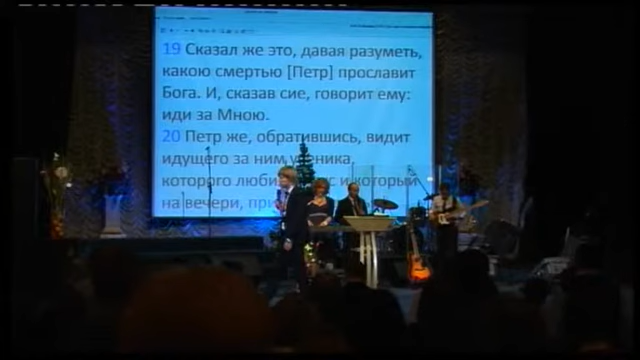 19 Сказал же это, давая разуметь,
какою смертью [Петр] прославит
Бога. И, сказав сие, говорит ему:
иди за Мною.
20 Петр же, обратившись, видит
идущего за ним ученика,
которого и который
на вечери,